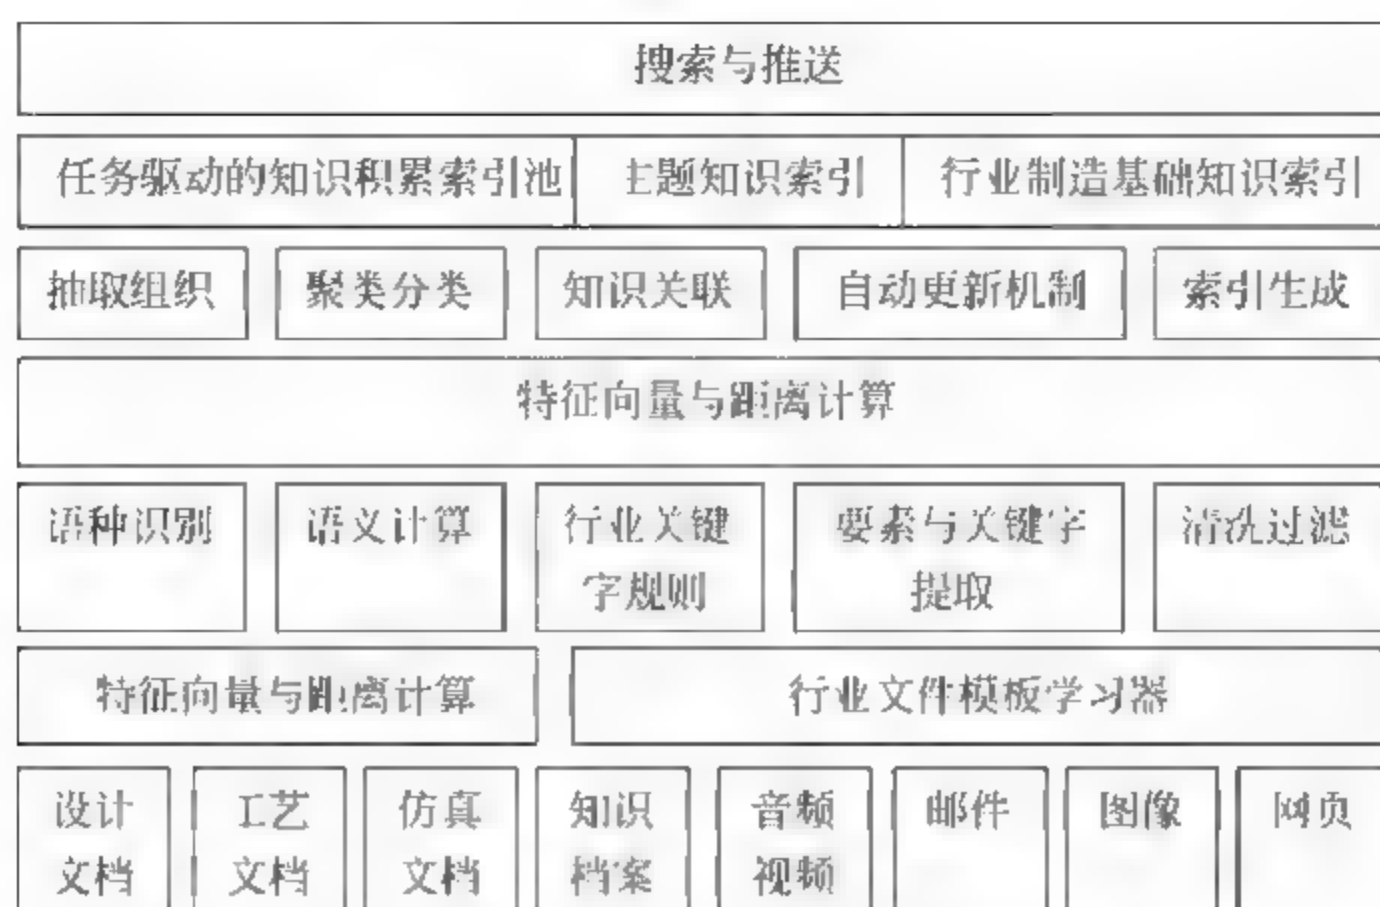 搜索与推送
任务驱动的知识积累索引池 主题知识索引 行业制造基础知识索引
抽取组织 聚类分类 知识关联 自动更新机制 索引生成
特征向量与距离计算
语种识别 语义计算 行业关键 要素与关键字 清洗过滤
字规则 提取
特征向量与距离计算 行业文件模板学习器
设计 工艺 仿真 知识 音频 邮件 图像 网页
文档 文档 文档 档案 视频